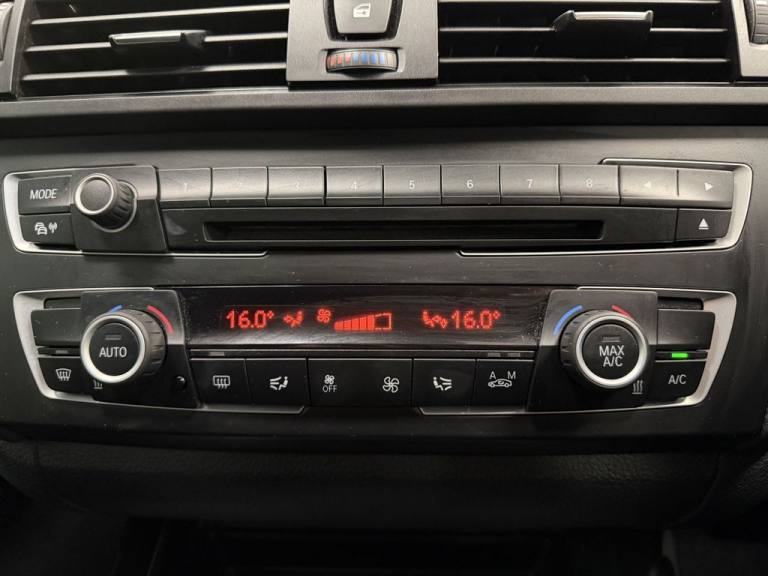 MODE 1 2 3 4 5 6 7 8
16.0° 16.0°
AUTO MAX A/C
OFF A M A/C